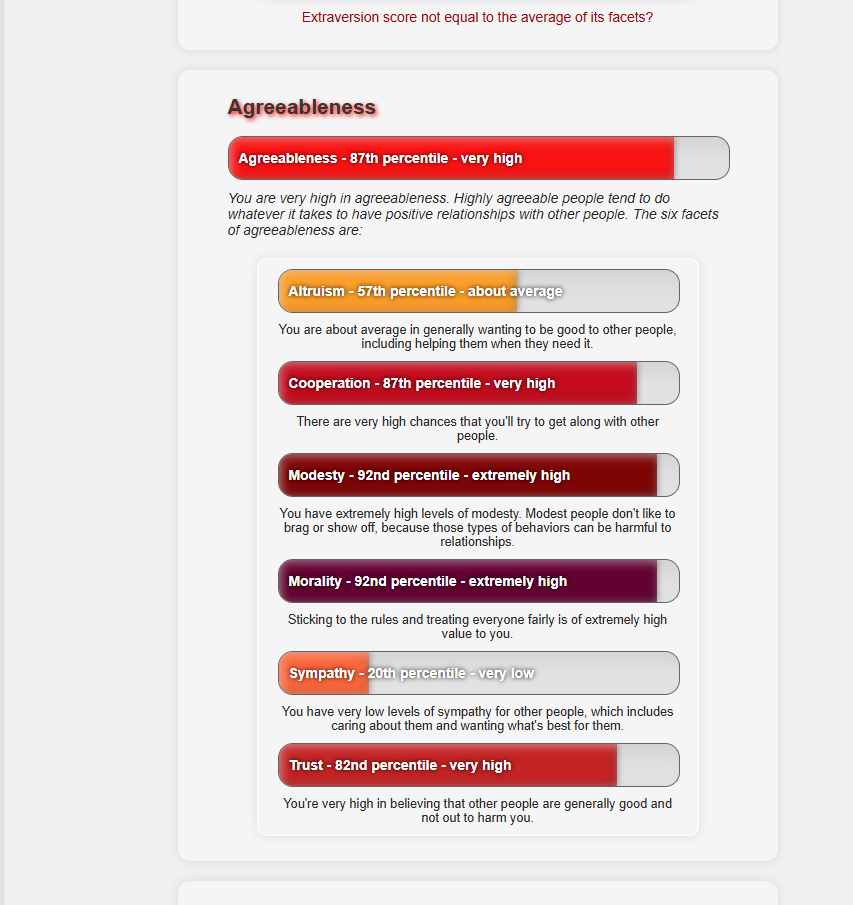 Extraversion score not equal to the average of its facets?
Agreeableness
Agreeableness - 87th percentile - very high
You are very high in agreeableness. Highly agreeable people tend to do
whatever it takes to have positive relationships with other people. The six facets
of agreeableness are:
Altruism - 57th percentile - about average
You are about average in generally wanting to be good to other people,
including helping them when they need it.
Cooperation - 87th percentile - very high
There are very high chances that you'll try to get along with other
people.
Modesty - 92nd percentile - extremely high
You have extremely high levels of modesty. Modest people don't like to
brag or show off, because those types of behaviors can be harmful to
relationships.
Morality - 92nd percentile - extremely high
Sticking to the rules and treating everyone fairly is of extremely high
value to you.
Sympathy - 20th percentile - very low
You have very low levels of sympathy for other people, which includes
caring about them and wanting what's best for them.
Trust - 82nd percentile - very high
You're very high in believing that other people are generally good and
not out to harm you.